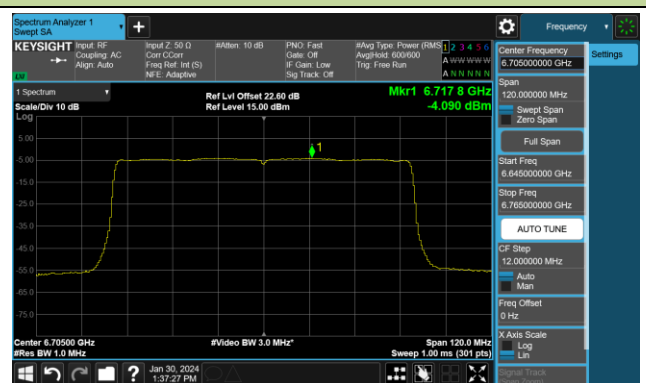 Spectrum Analyzer 1
Swept SA
+
Frequency
KEYSIGHT
Input: RF
Coupling: AC
Align: Auto
Input Z: 50 Ω
Corr CCorr
Freq Ref: Int (S)
NFE: Adaptive
#Atten: 10 dB
PNO: Fast
Gate: Off
IF Gain: Low
Sig Track: Off
#Avg Type: Power (RMS
Avg|Hold: 600/600
Trig: Free Run
1 2 3 4 5 6
A W W W W W
A N N N N N
LW
Center Frequency
6.705000000 GHz
Settings
Span
120.000000 MHz
Swept Span
Zero Span
Full Span
Start Freq
6.645000000 GHz
Stop Freq
6.765000000 GHz
AUTO TUNE
CF Step
12.000000 MHz
Auto
Man
Freq Offset
0 Hz
X Axis Scale
Log
Lin
Signal Track
1 Spectrum
Scale/Div 10 dB
Log
Ref Lvl Offset 22.60 dB
Ref Level 15.00 dBm
Mkr1 6.717 8 GHz
-4.090 dBm
1
5.00
-5.00
-15.0
-25.0
-35.0
-45.0
-55.0
-65.0
-75.0
Center 6.70500 GHz
#Res BW 1.0 MHz
#Video BW 3.0 MHz*
Span 120.0 MHz
Sweep 1.00 ms (301 pts)
?
Jan 30, 2024
1:37:27 PM